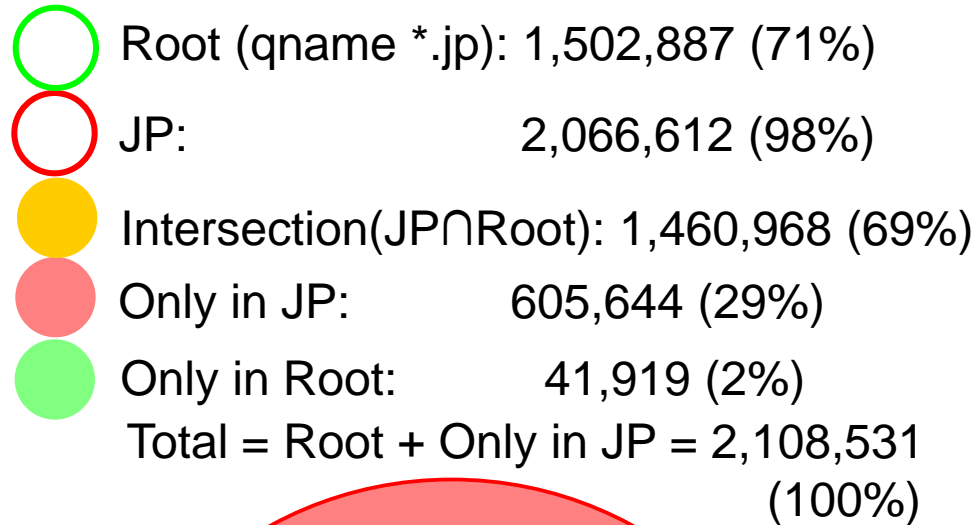 Root (qname *.jp): 1,502,887 (71%)
JP: 2,066,612 (98%)
Intersection(JP∩Root): 1,460,968 (69%)
Only in JP: 605,644 (29%)
Only in Root: 41,919 (2%)
Total = Root + Only in JP = 2,108,531
(100%)